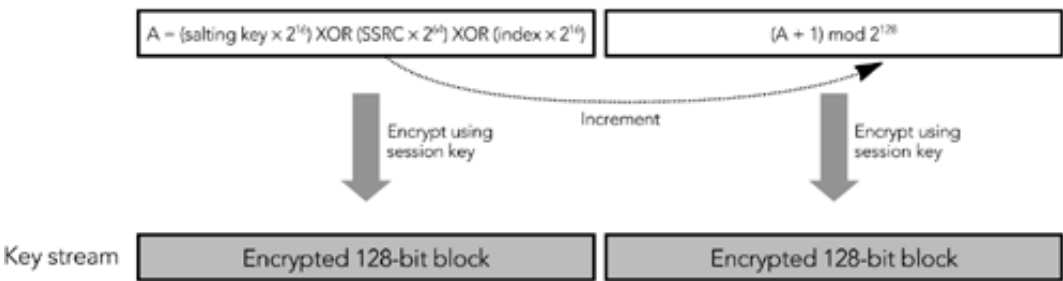 A = (salting key × 2¹⁶) XOR (SSRC × 2⁶⁴) XOR (index × 2¹⁶)
(A + 1) mod 2¹²⁸
Increment
Encrypt using
session key
Encrypt using
session key
Key stream
Encrypted 128-bit block
Encrypted 128-bit block